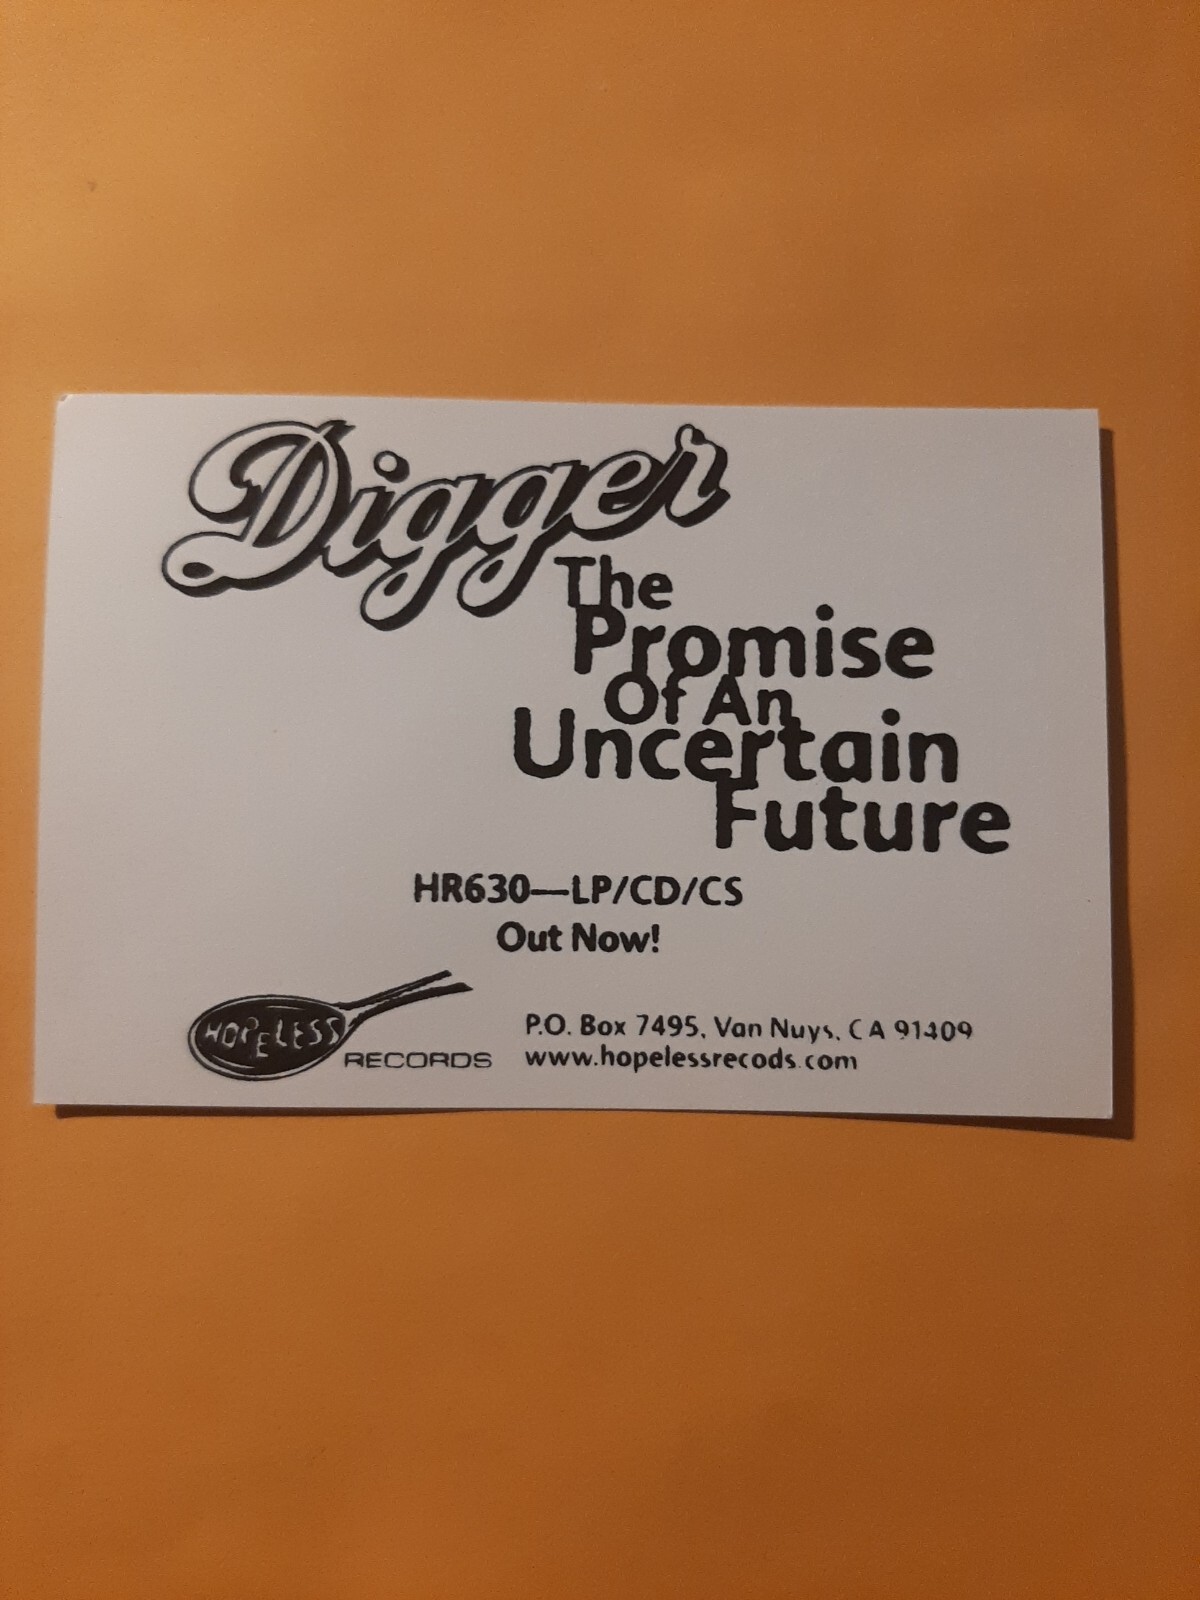 Digger
The
Promise
Of An
Uncertain
Future
HR630—LP/CD/CS
Out Now!
HOPELESS
RECORDS
P.O. Box 7495, Van Nuys, CA 91409
www.hopelessrecods.com